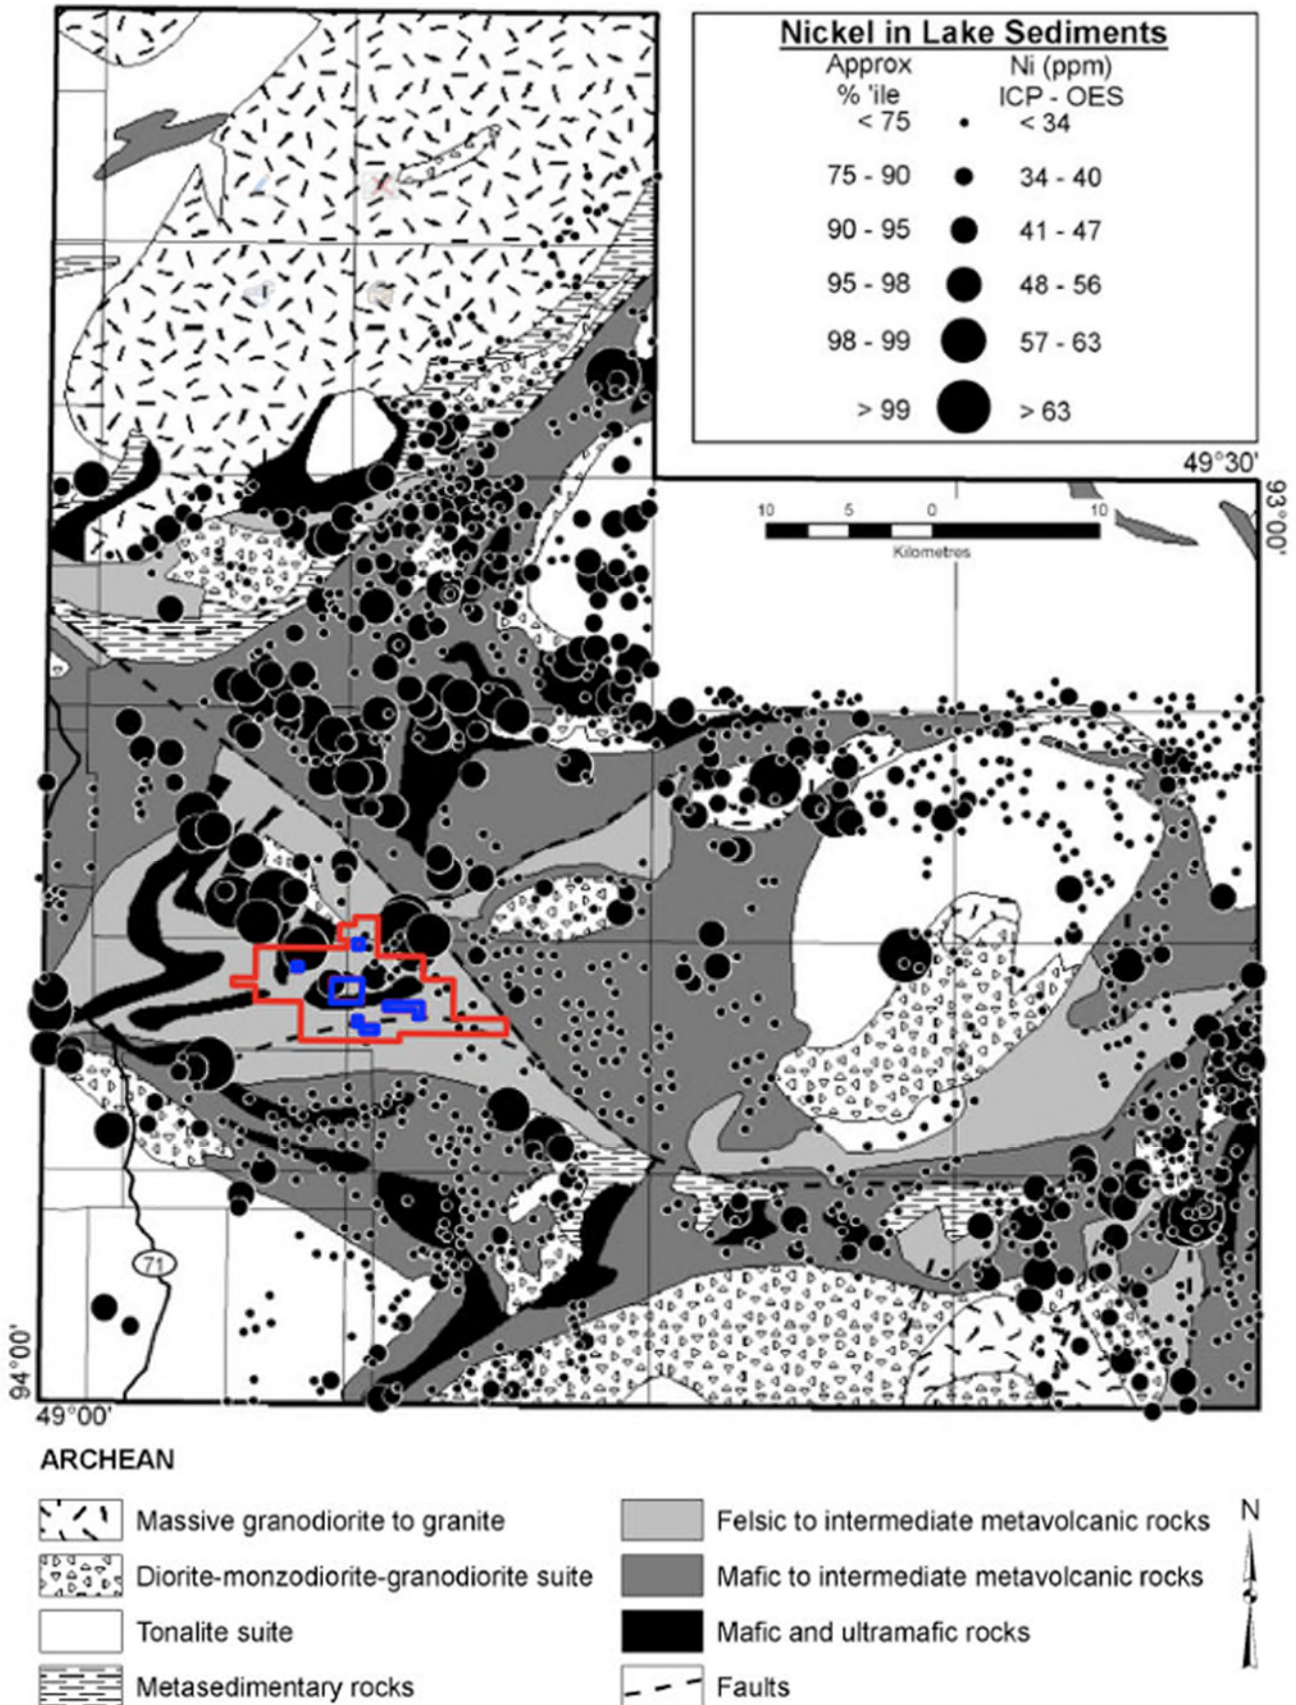 Nickel in Lake Sediments
Approx Ni (ppm)
% 'ile ICP - OES
< 75 < 34
75 - 90 34 - 40
90 - 95 41 - 47
95 - 98 48 - 56
98 - 99 57 - 63
> 99 > 63
49°30'
93°00'
10 5 0 10
Kilometres
71
94°00'
49°00'
ARCHEAN
N
Massive granodiorite to granite Felsic to intermediate metavolcanic rocks
Diorite-monzodiorite-granodiorite suite Mafic to intermediate metavolcanic rocks
Tonalite suite Mafic and ultramafic rocks
Metasedimentary rocks Faults